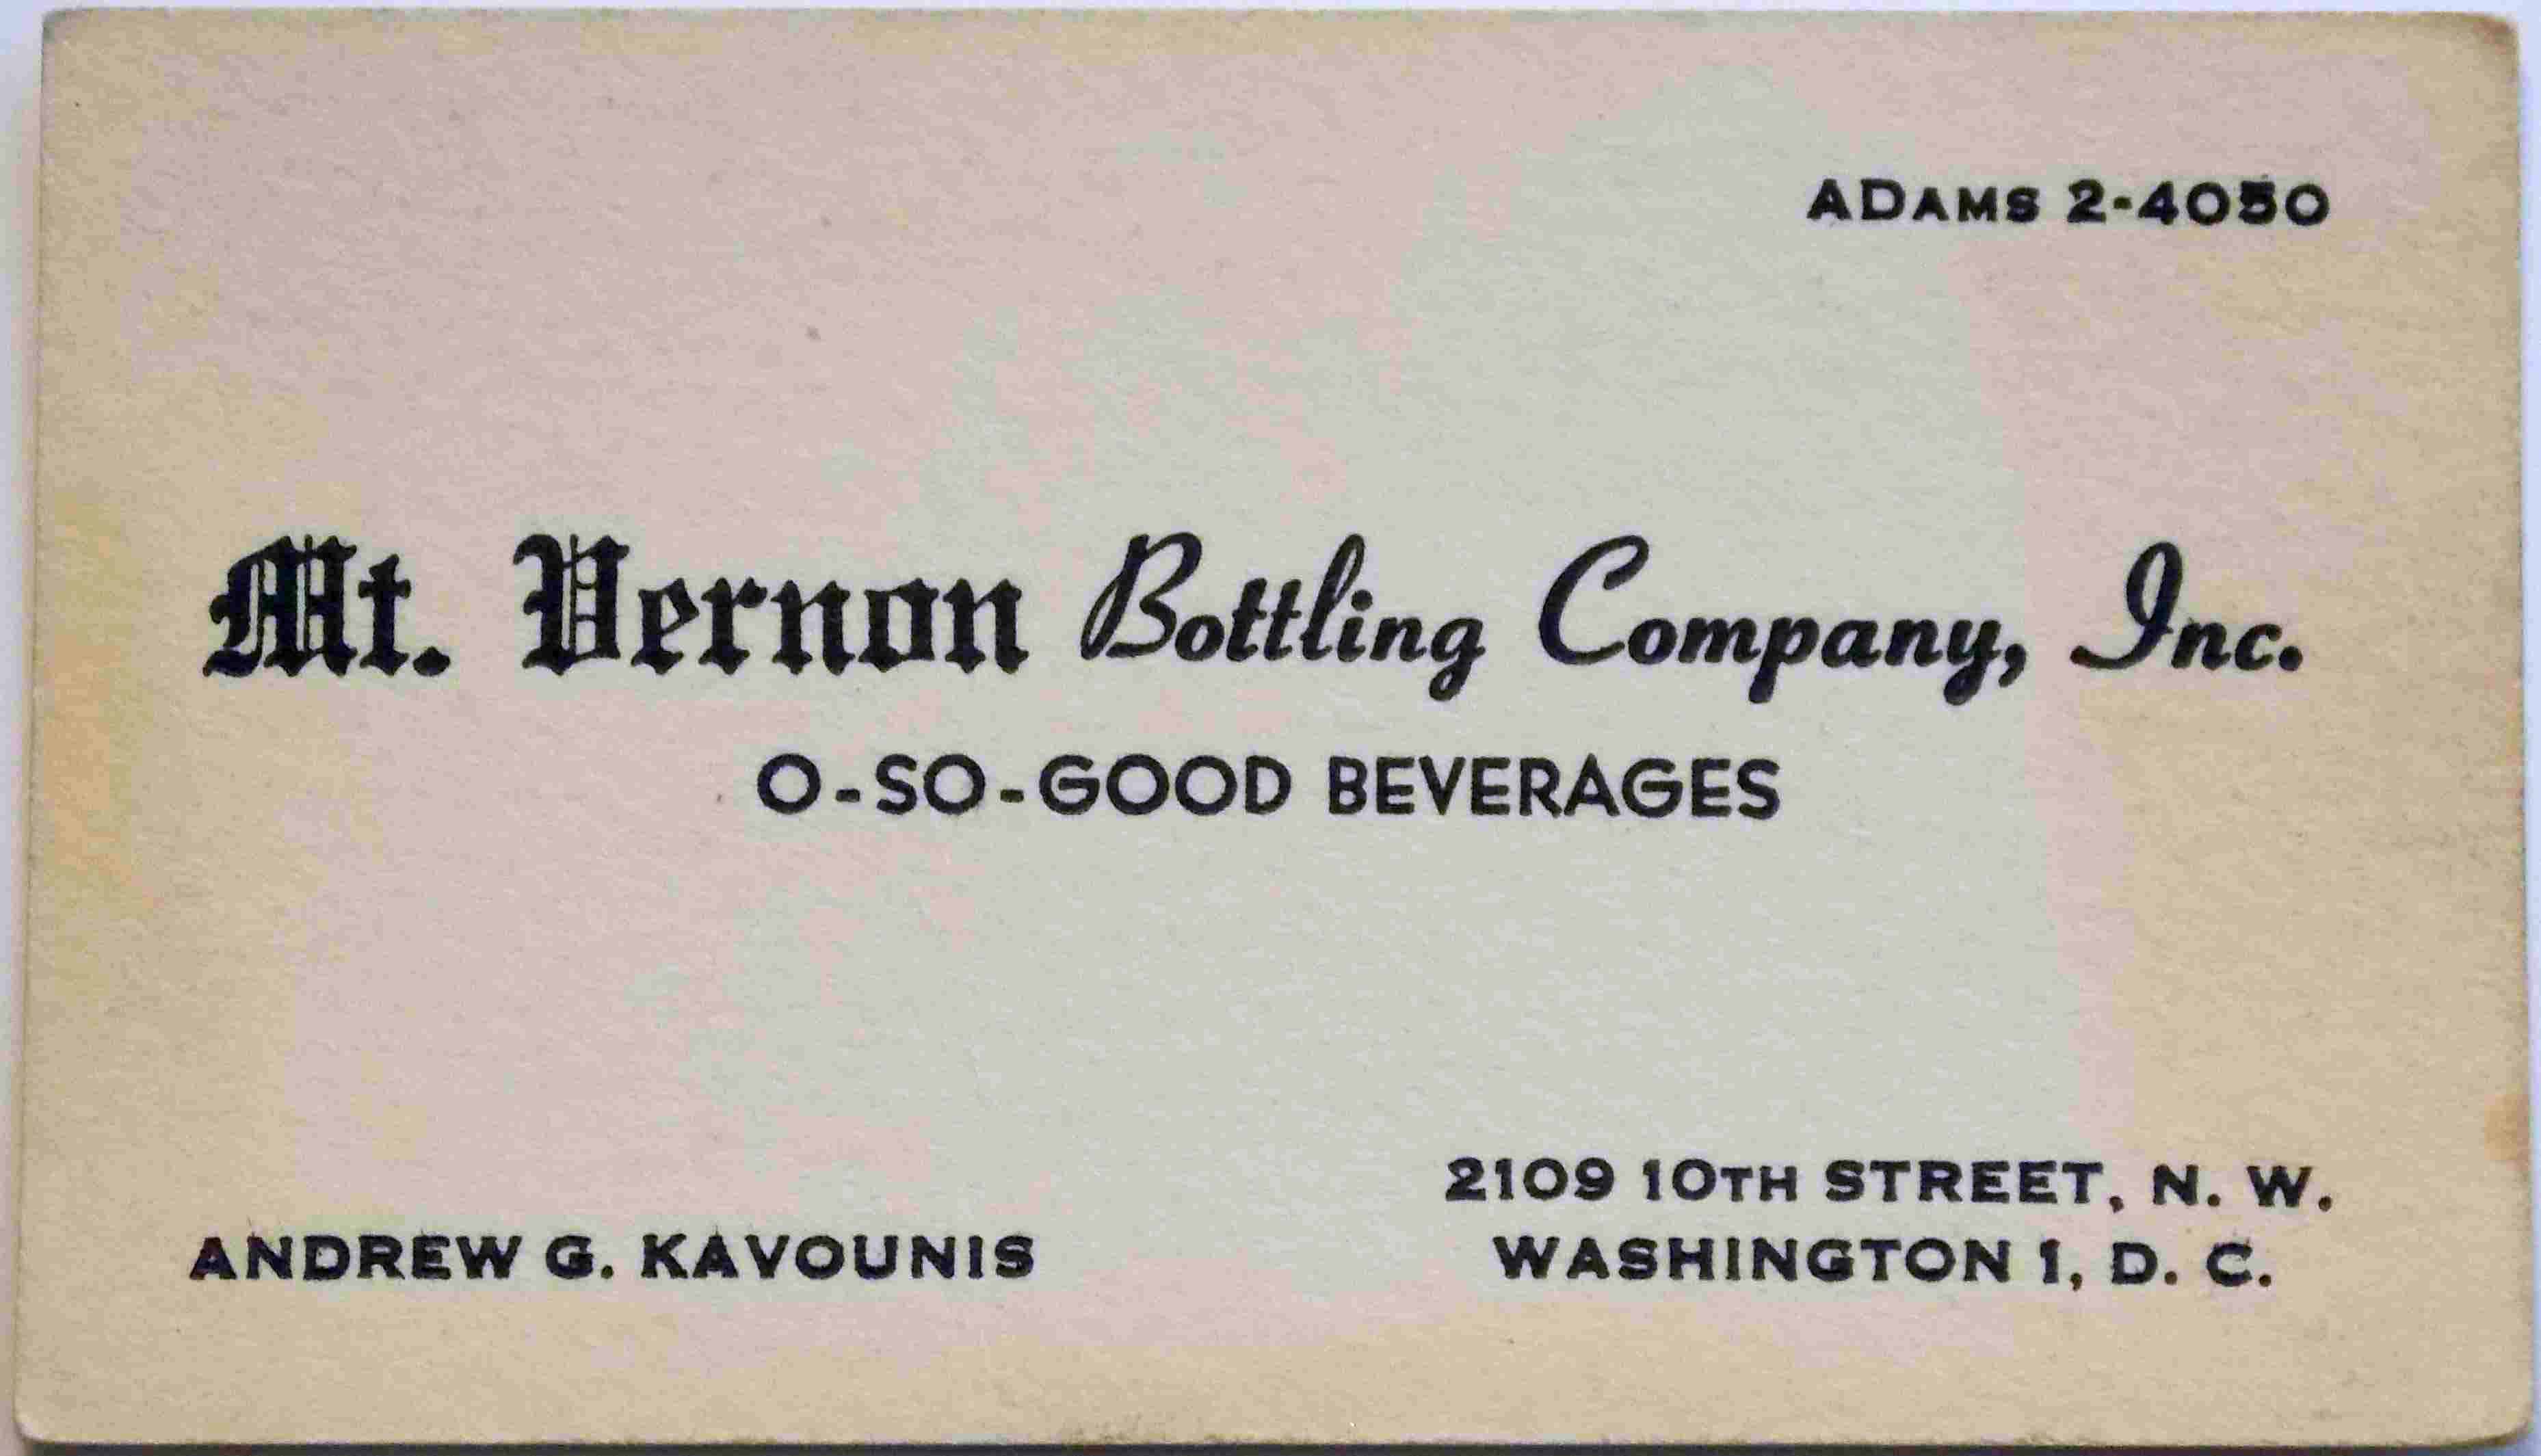 ADAMS 2-4050
Mt. Vernon Bottling Company, Inc.
O-SO-GOOD BEVERAGES
ANDREW G. KAVOUNIS
2109 10TH STREET, N. W.
WASHINGTON 1, D. C.